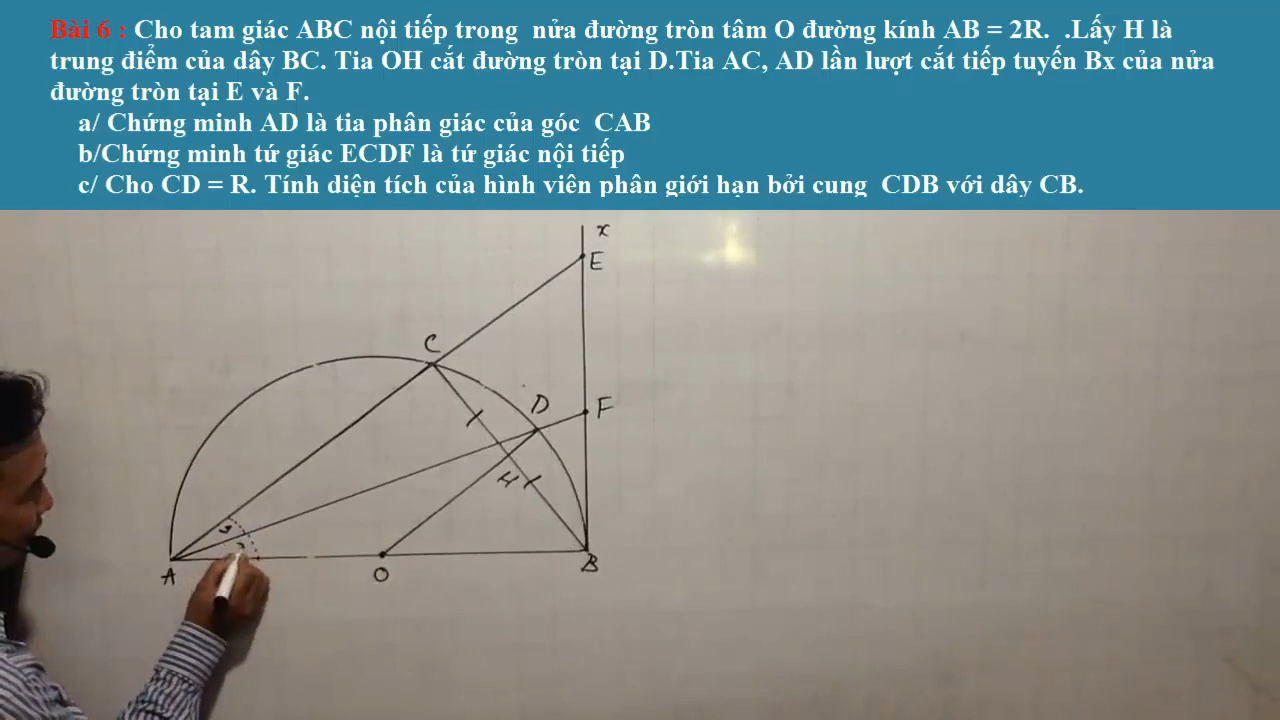 Bài 6 : Cho tam giác ABC nội tiếp trong nửa đường tròn tâm O đường kính AB = 2R. .Lấy H là
trung điểm của dây BC. Tia OH cắt đường tròn tại D.Tia AC, AD lần lượt cắt tiếp tuyến Bx của nửa
đường tròn tại E và F.
a/ Chứng minh AD là tia phân giác của góc CAB
b/Chứng minh tứ giác ECDF là tứ giác nội tiếp
c/ Cho CD = R. Tính diện tích của hình viên phân giới hạn bởi cung CDB với dây CB.
x
E
C
D
F
H
A
O
B